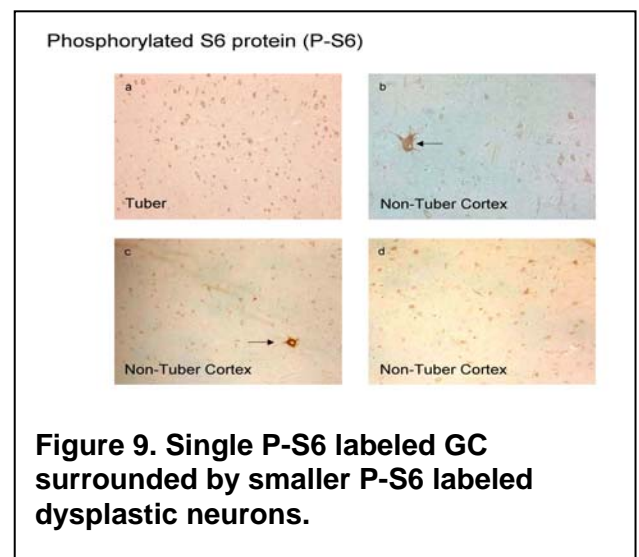 Phosphorylated S6 protein (P-S6)
a
Tuber
b
Non-Tuber Cortex
c
Non-Tuber Cortex
d
Non-Tuber Cortex
Figure 9. Single P-S6 labeled GC
surrounded by smaller P-S6 labeled
dysplastic neurons.